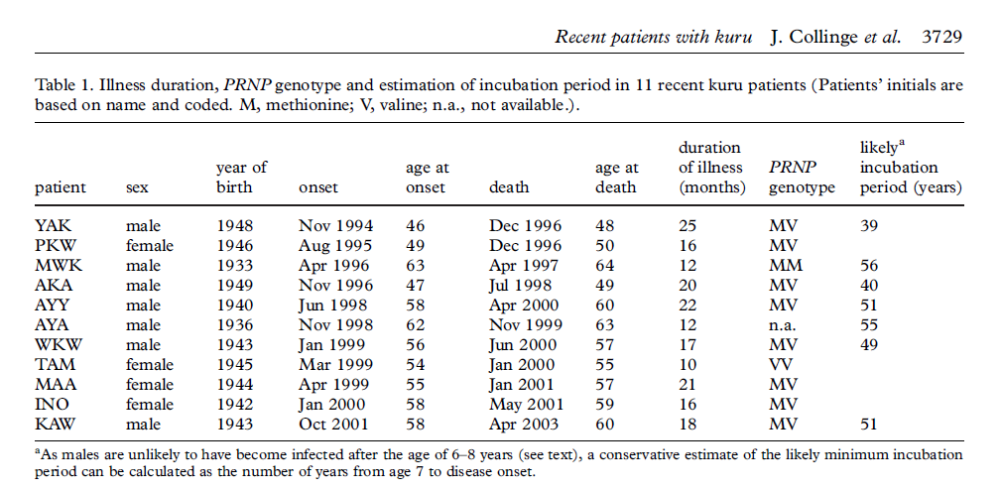 Recent patients with kuru J. Collinge et al. 3729
Table 1. Illness duration, PRNP genotype and estimation of incubation period in 11 recent kuru patients (Patients' initials are
based on name and coded. M, methionine; V, valine; n.a., not available.).
patient sex year of birth onset age at onset death age at death duration of illness (months) PRNP genotype likelyᵃ incubation period (years)
YAK male 1948 Nov 1994 46 Dec 1996 48 25 MV 39
PKW female 1946 Aug 1995 49 Dec 1996 50 16 MV
MWK male 1933 Apr 1996 63 Apr 1997 64 12 MM 56
AKA male 1949 Nov 1996 47 Jul 1998 49 20 MV 40
AYY male 1940 Jun 1998 58 Apr 2000 60 22 MV 51
AYA male 1936 Nov 1998 62 Nov 1999 63 12 n.a. 55
WKW male 1943 Jan 1999 56 Jun 2000 57 17 MV 49
TAM female 1945 Mar 1999 54 Jan 2000 55 10 VV
MAA female 1944 Apr 1999 55 Jan 2001 57 21 MV
INO female 1942 Jan 2000 58 May 2001 59 16 MV
KAW male 1943 Oct 2001 58 Apr 2003 60 18 MV 51
ᵃAs males are unlikely to have become infected after the age of 6–8 years (see text), a conservative estimate of the likely minimum incubation
period can be calculated as the number of years from age 7 to disease onset.